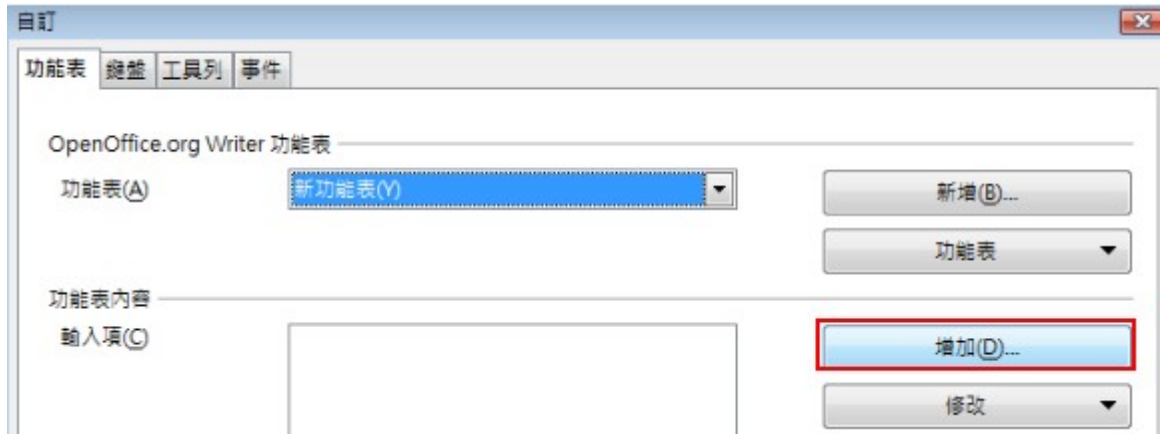 自訂
功能表 鍵盤 工具列 事件
OpenOffice.org Writer 功能表
功能表(A) 新功能表(Y) 新增(B)...
功能表
功能表內容
輸入項(C) 增加(D)...
修改